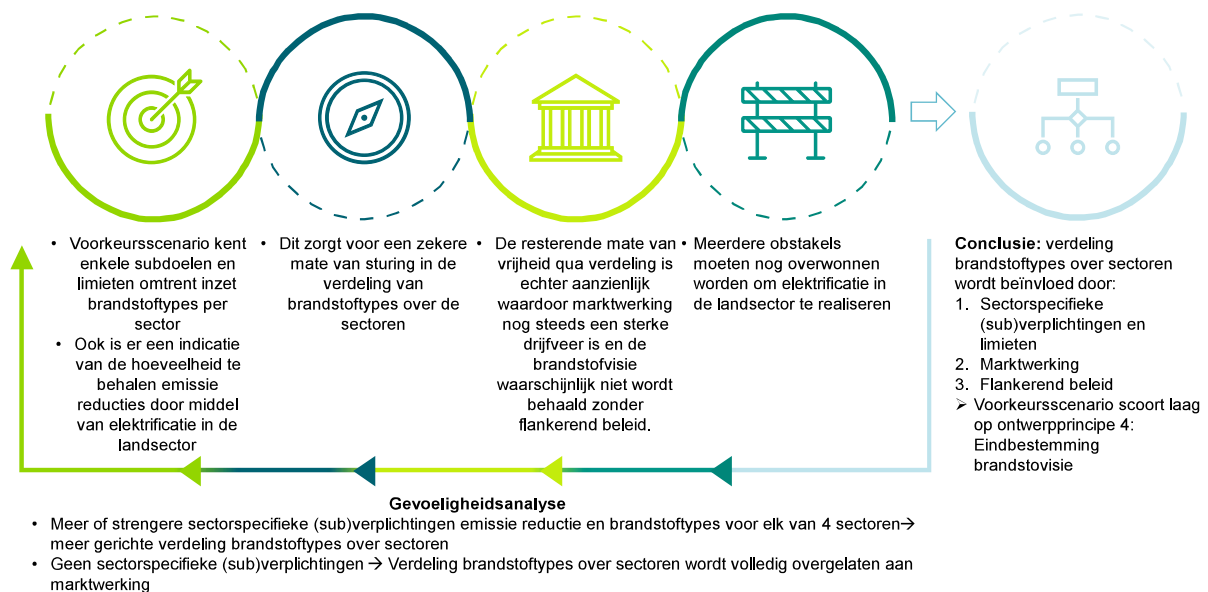 • Voorkeursscenario kent
enkele subdoelen en
limieten omtrent inzet
brandstoftypes per
sector
• Ook is er een indicatie
van de hoeveelheid te
behalen emissie
reducties door middel
van elektrificatie in de
landsector
• Dit zorgt voor een zekere
mate van sturing in de
verdeling van
brandstoftypes over de
sectoren
• De resterende mate van
vrijheid qua verdeling is
echter aanzienlijk
waardoor marktwerking
nog steeds een sterke
drijfveer is en de
brandstofvisie
waarschijnlijk niet wordt
behaald zonder
flankerend beleid.
• Meerdere obstakels
moeten nog overwonnen
worden om elektrificatie in
de landsector te realiseren
Conclusie: verdeling
brandstoftypes over sectoren
wordt beïnvloed door:
1. Sectorspecifieke
(sub)verplichtingen en
limieten
2. Marktwerking
3. Flankerend beleid
➢ Voorkeursscenario scoort laag
op ontwerpprincipe 4:
Eindbestemming
brandstovisie
Gevoeligheidsanalyse
• Meer of strengere sectorspecifieke (sub)verplichtingen emissie reductie en brandstoftypes voor elk van 4 sectoren→
meer gerichte verdeling brandstoftypes over sectoren
• Geen sectorspecifieke (sub)verplichtingen → Verdeling brandstoftypes over sectoren wordt volledig overgelaten aan
marktwerking